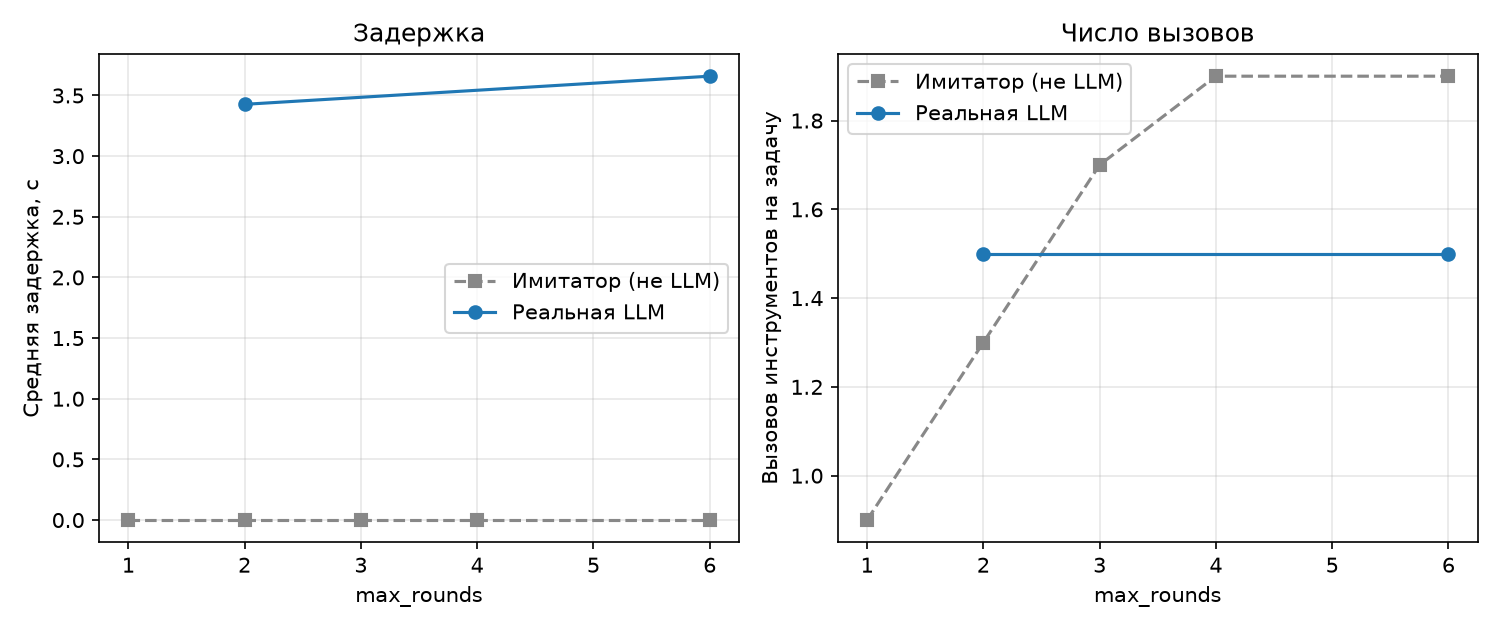 Задержка
Средняя задержка, с
3.5
3.0
2.5
2.0
1.5
1.0
0.5
0.0
Имитатор (не LLM)
Реальная LLM
1 2 3 4 5 6
max_rounds
Число вызовов
Вызовов инструментов на задачу
1.8
1.6
1.4
1.2
1.0
Имитатор (не LLM)
Реальная LLM
1 2 3 4 5 6
max_rounds